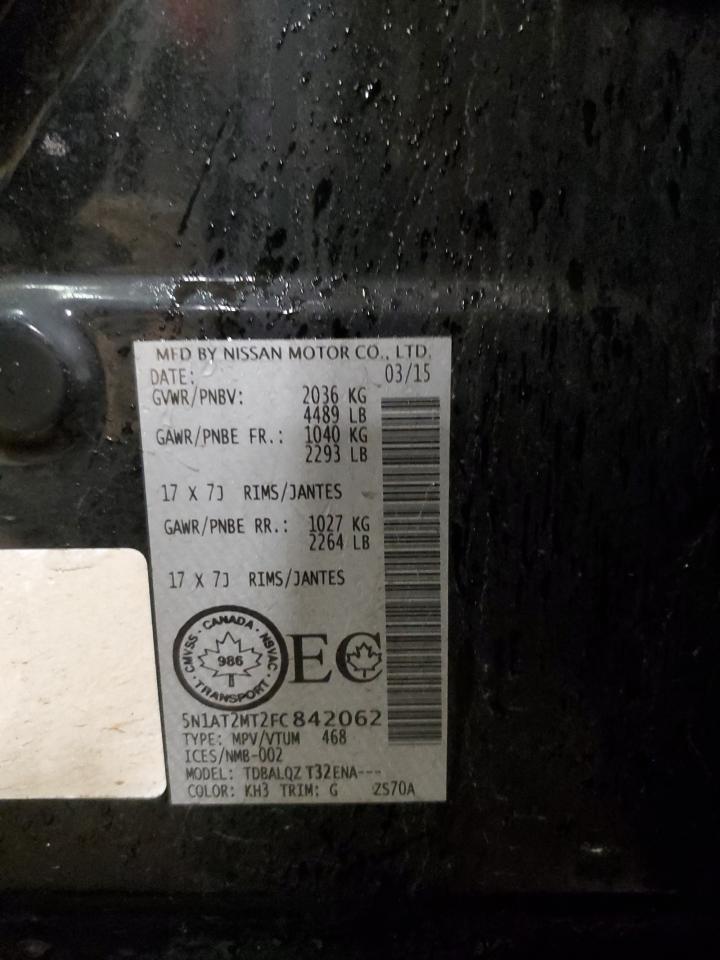 MFD BY NISSAN MOTOR CO., LTD.
DATE: 03/15
GVWR/PNBV: 2036 KG
4489 LB
GAWR/PNBE FR.: 1040 KG
2293 LB
17 X 7J RIMS/JANTES
GAWR/PNBE RR.: 1027 KG
2264 LB
17 X 7J RIMS/JANTES
CMVSS · CANADA · NSVAC
986
· TRANSPORT ·
EC
5N1AT2MT2FC842062
TYPE: MPV/VTUM 468
ICES/NMB-002
MODEL: TDBALQZ T32ENA---
COLOR: KH3 TRIM: G ZS70A